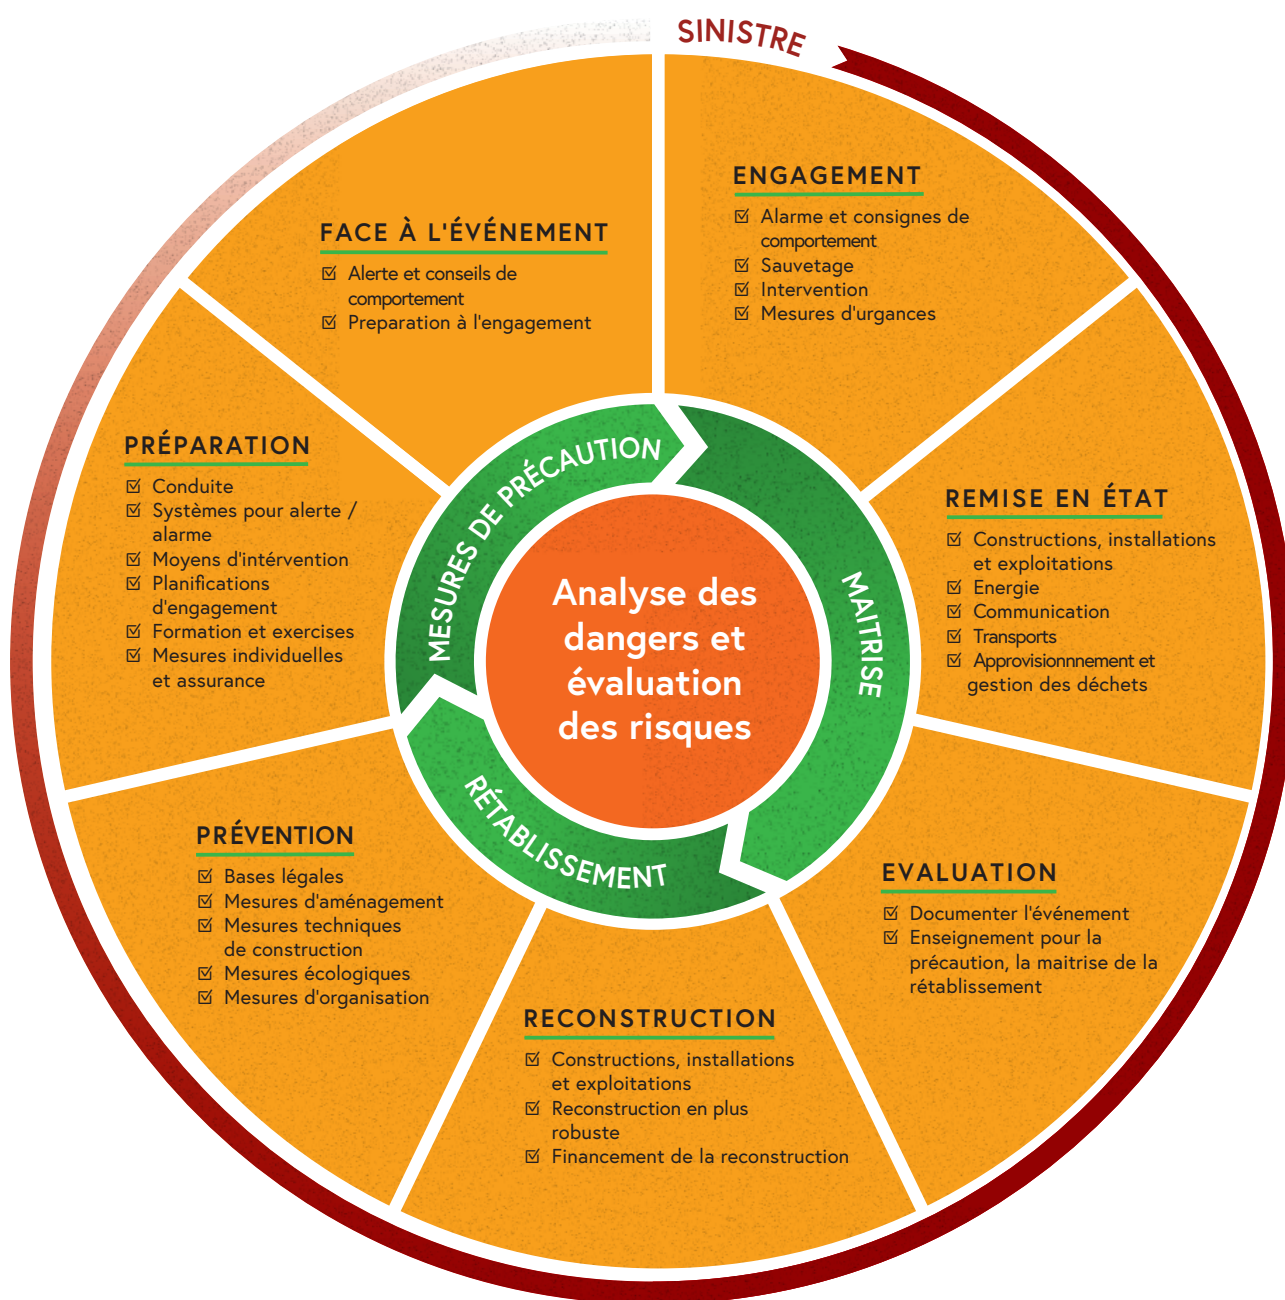 SINISTRE
ENGAGEMENT
☑ Alarme et consignes de
comportement
☑ Sauvetage
☑ Intervention
☑ Mesures d'urgances
REMISE EN ÉTAT
☑ Constructions, installations
et exploitations
☑ Energie
☑ Communication
☑ Transports
☑ Approvisionnnement et
gestion des déchets
EVALUATION
☑ Documenter l'événement
☑ Enseignement pour la
précaution, la maitrise de la
rétablissement
RECONSTRUCTION
☑ Constructions, installations
et exploitations
☑ Reconstruction en plus
robuste
☑ Financement de la reconstruction
PRÉVENTION
☑ Bases légales
☑ Mesures d'aménagement
☑ Mesures techniques
de construction
☑ Mesures écologiques
☑ Mesures d'organisation
PRÉPARATION
☑ Conduite
☑ Systèmes pour alerte /
alarme
☑ Moyens d'intérvention
☑ Planifications
d'engagement
☑ Formation et exercises
☑ Mesures individuelles
et assurance
FACE À L'ÉVÉNEMENT
☑ Alerte et conseils de
comportement
☑ Preparation à l'engagement
MESURES DE PRÉCAUTION
MAITRISE
RÉTABLISSEMENT
Analyse des
dangers et
évaluation
des risques